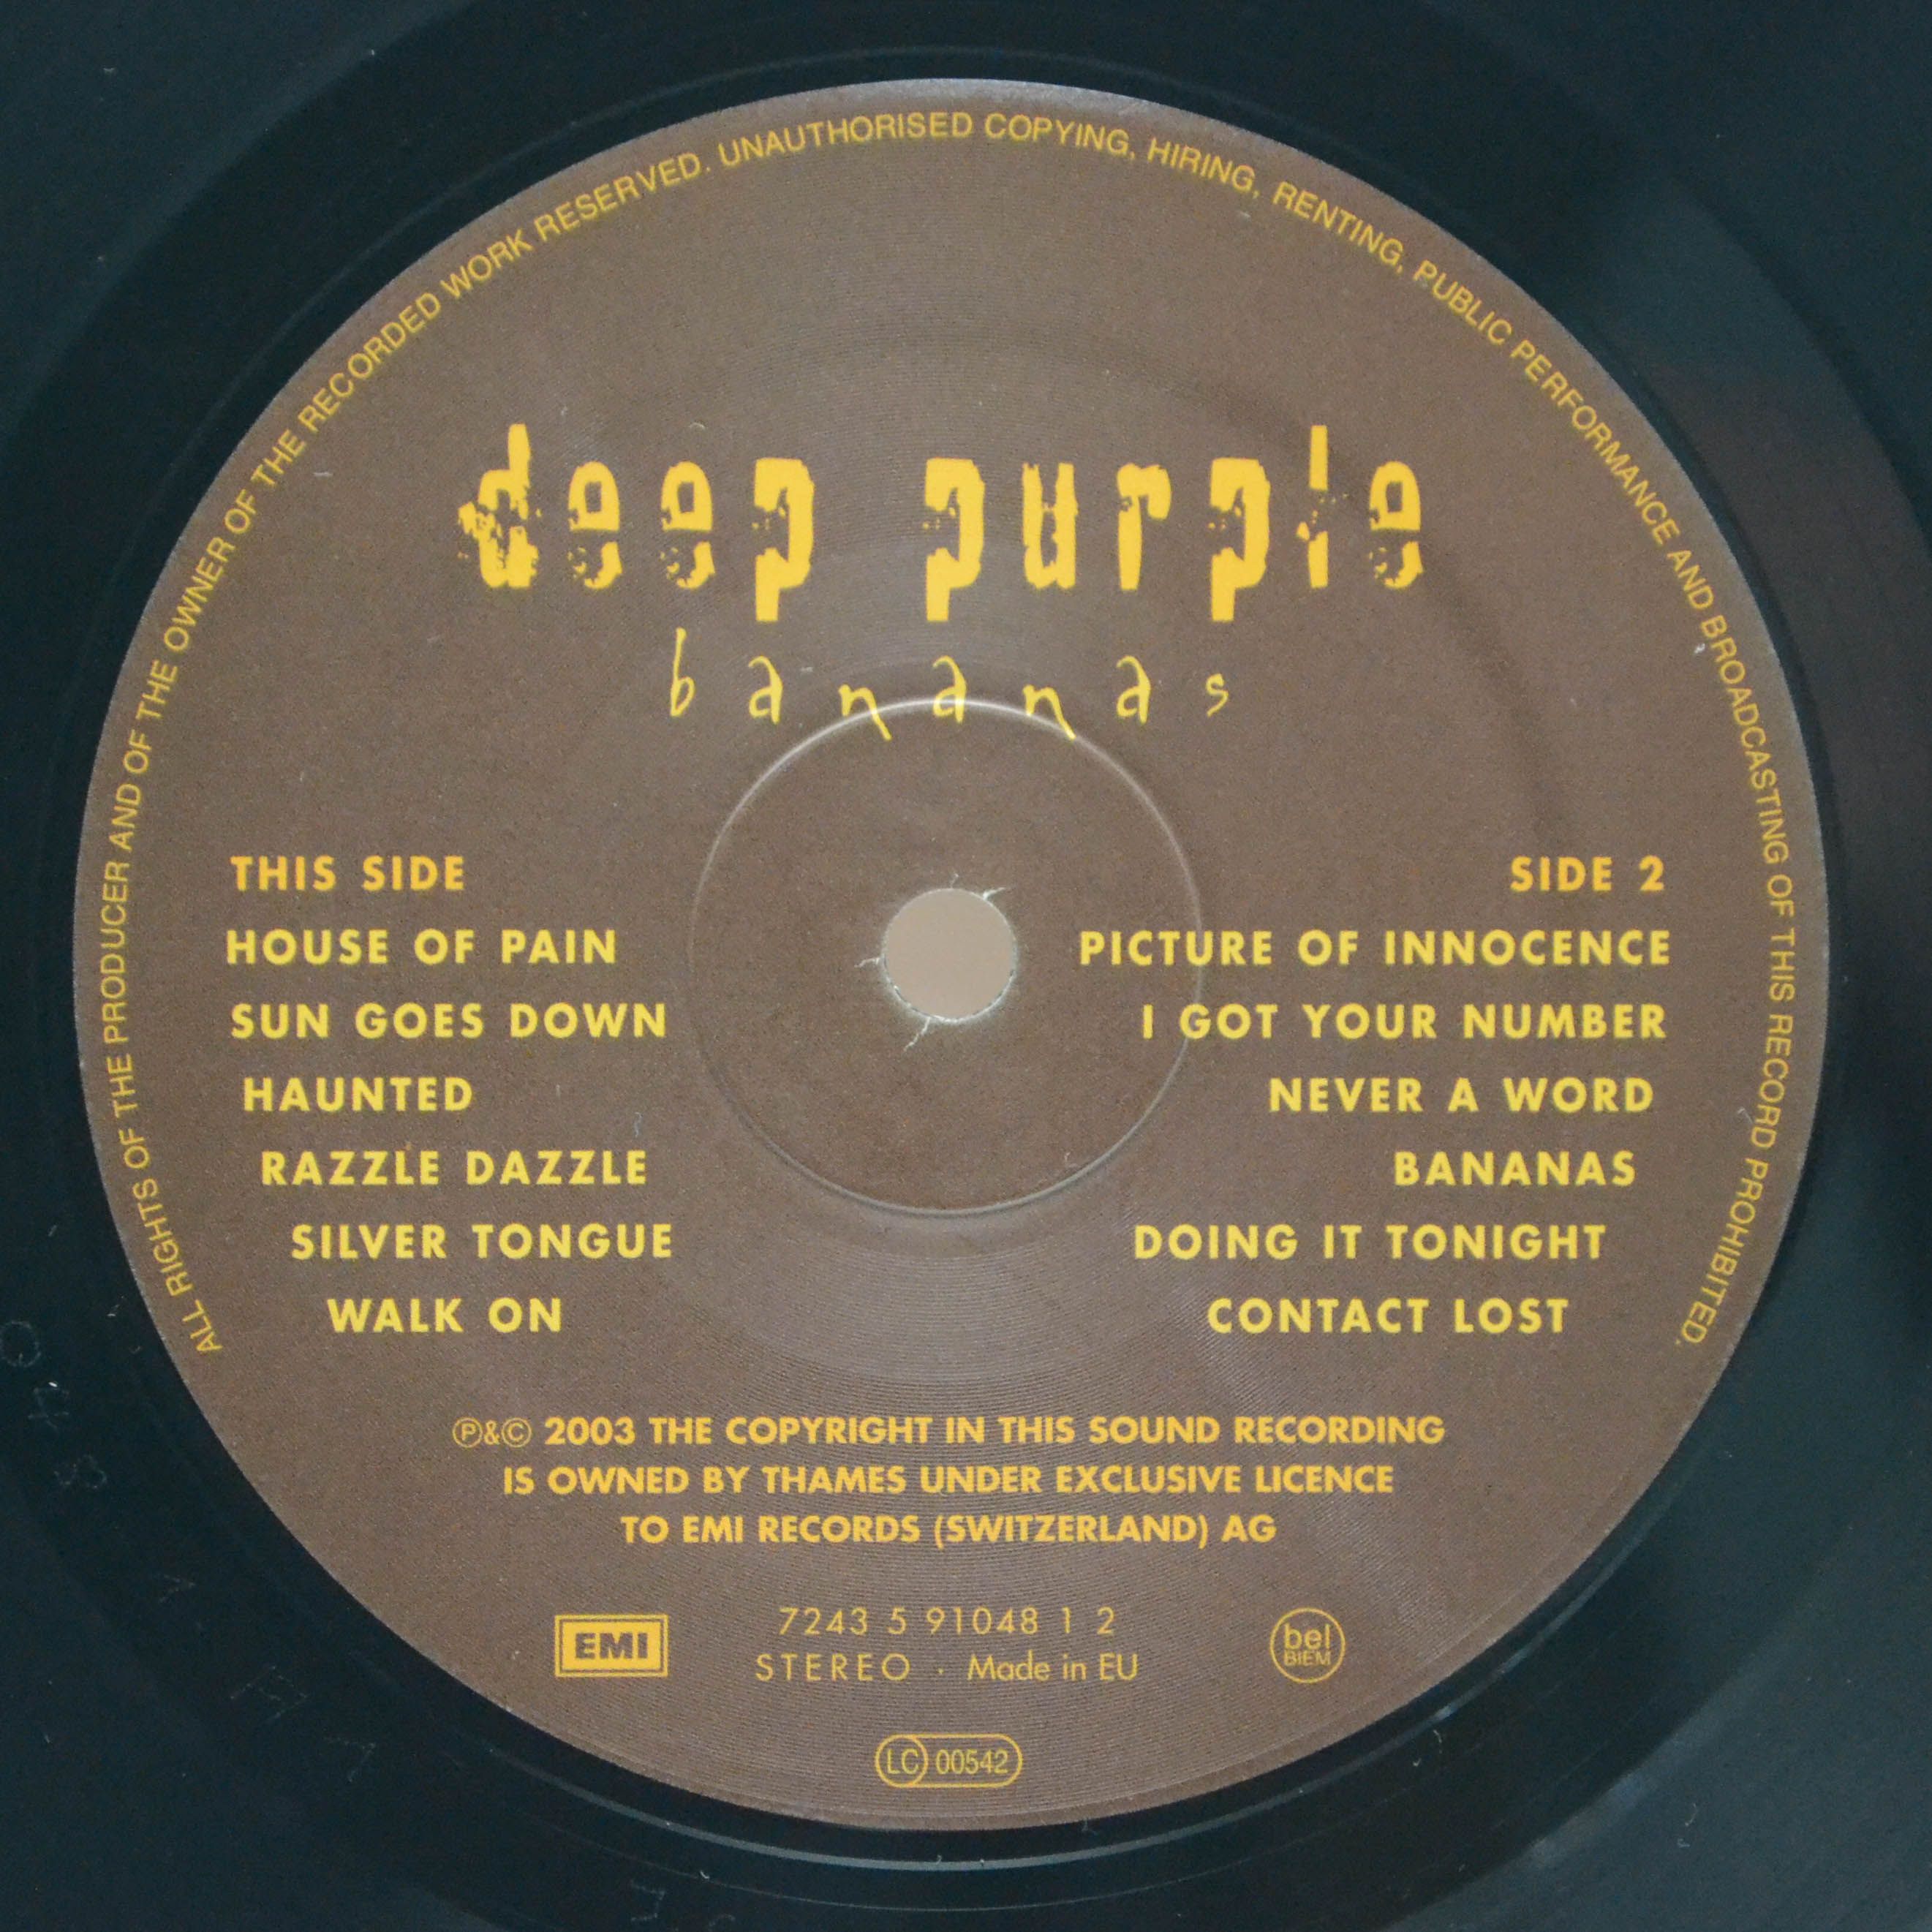 ALL RIGHTS OF THE PRODUCER AND OF THE OWNER OF THE RECORDED WORK RESERVED. UNAUTHORISED COPYING, HIRING, RENTING, PUBLIC PERFORMANCE AND BROADCASTING OF THIS RECORD PROHIBITED.
deep purple
bananas
THIS SIDE
HOUSE OF PAIN
SUN GOES DOWN
HAUNTED
RAZZLE DAZZLE
SILVER TONGUE
WALK ON
SIDE 2
PICTURE OF INNOCENCE
I GOT YOUR NUMBER
NEVER A WORD
BANANAS
DOING IT TONIGHT
CONTACT LOST
℗&© 2003 THE COPYRIGHT IN THIS SOUND RECORDING
IS OWNED BY THAMES UNDER EXCLUSIVE LICENCE
TO EMI RECORDS (SWITZERLAND) AG
EMI
7243 5 91048 1 2
STEREO · Made in EU
bel
BIEM
LC 00542